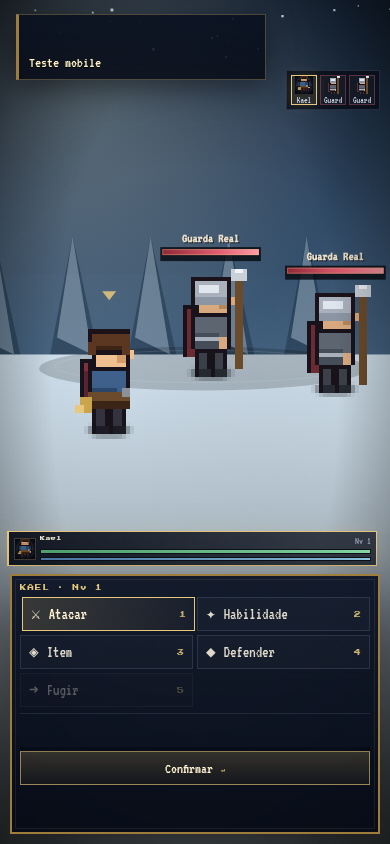 Teste mobile
Kael Guard Guard
Guarda Real
Guarda Real
Kael Nv 1
KAEL · Nv 1
⚔ Atacar 1
✦ Habilidade 2
◈ Item 3
◆ Defender 4
➜ Fugir 5
Confirmar ↵